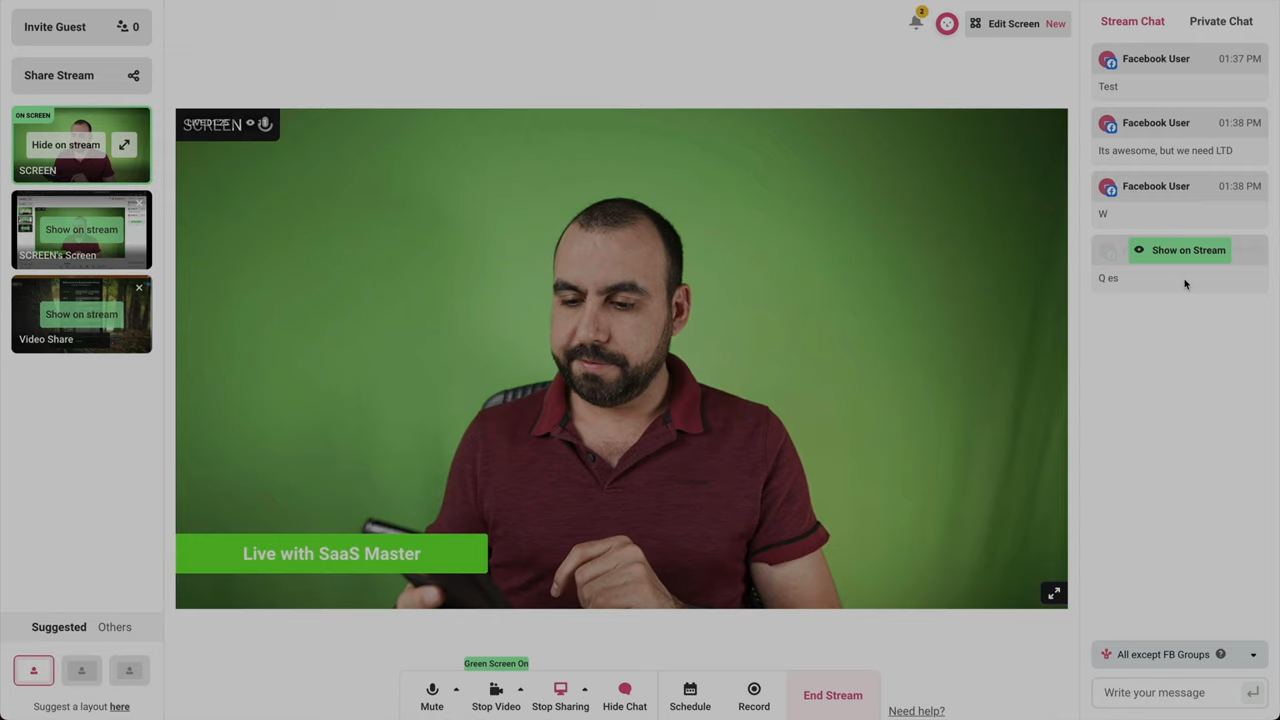 Invite Guest 0
Share Stream
ON SCREEN
Hide on stream
SCREEN
Show on stream
SCREEN's Screen
Show on stream
Video Share
Suggested Others
Suggest a layout here
2
Edit Screen New
SCREEN
Live with SaaS Master
Green Screen On
Mute
Stop Video
Stop Sharing
Hide Chat
Schedule
Record
End Stream
Need help?
Stream Chat Private Chat
Facebook User 01:37 PM
Test
Facebook User 01:38 PM
Its awesome, but we need LTD
Facebook User 01:38 PM
W
Show on Stream
Q es
All except FB Groups ?
Write your message